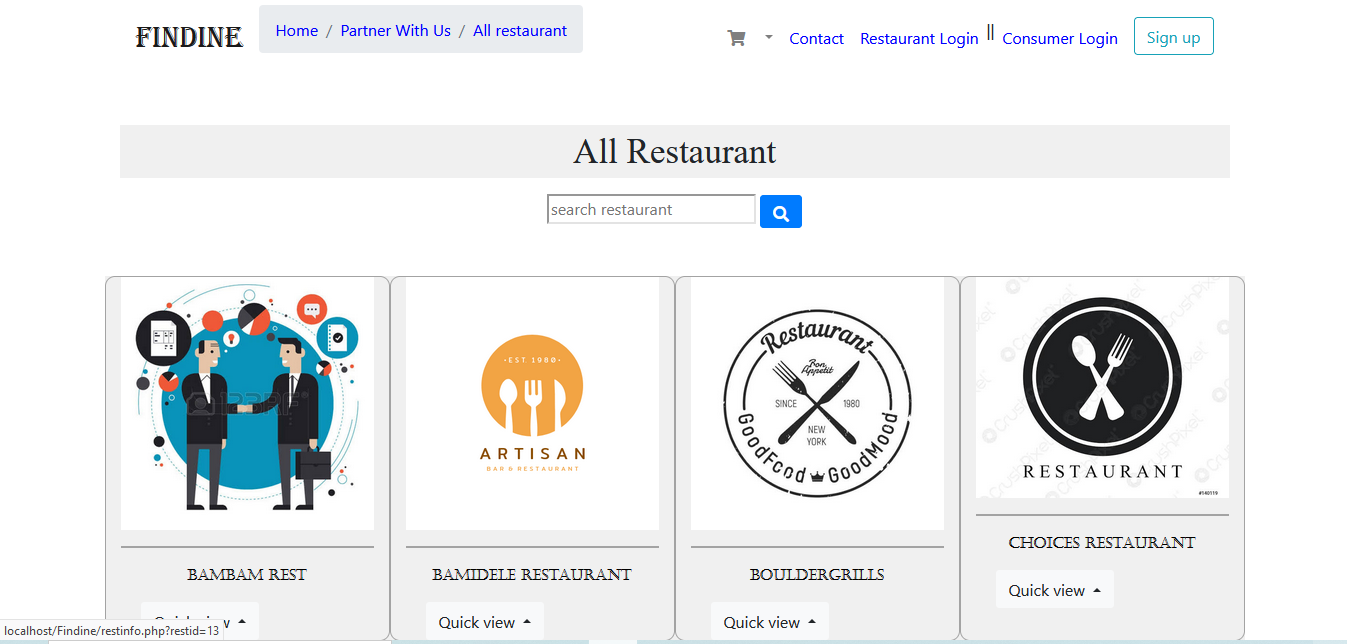 FINDINE
Home / Partner With Us / All restaurant
Contact Restaurant Login || Consumer Login Sign up
All Restaurant
search restaurant
123RF
BAMBAM REST
Quick view
·EST 1980·
ARTISAN
BAR & RESTAURANT
BAMIDELE RESTAURANT
Quick view
Restaurant
Bon
Appetit
SINCE 1980
NEW
YORK
GoodFood GoodMood
BOULDERGRILLS
Quick view
CrushPixel
RESTAURANT
#140119
CHOICES RESTAURANT
Quick view
localhost/Findine/restinfo.php?restid=13